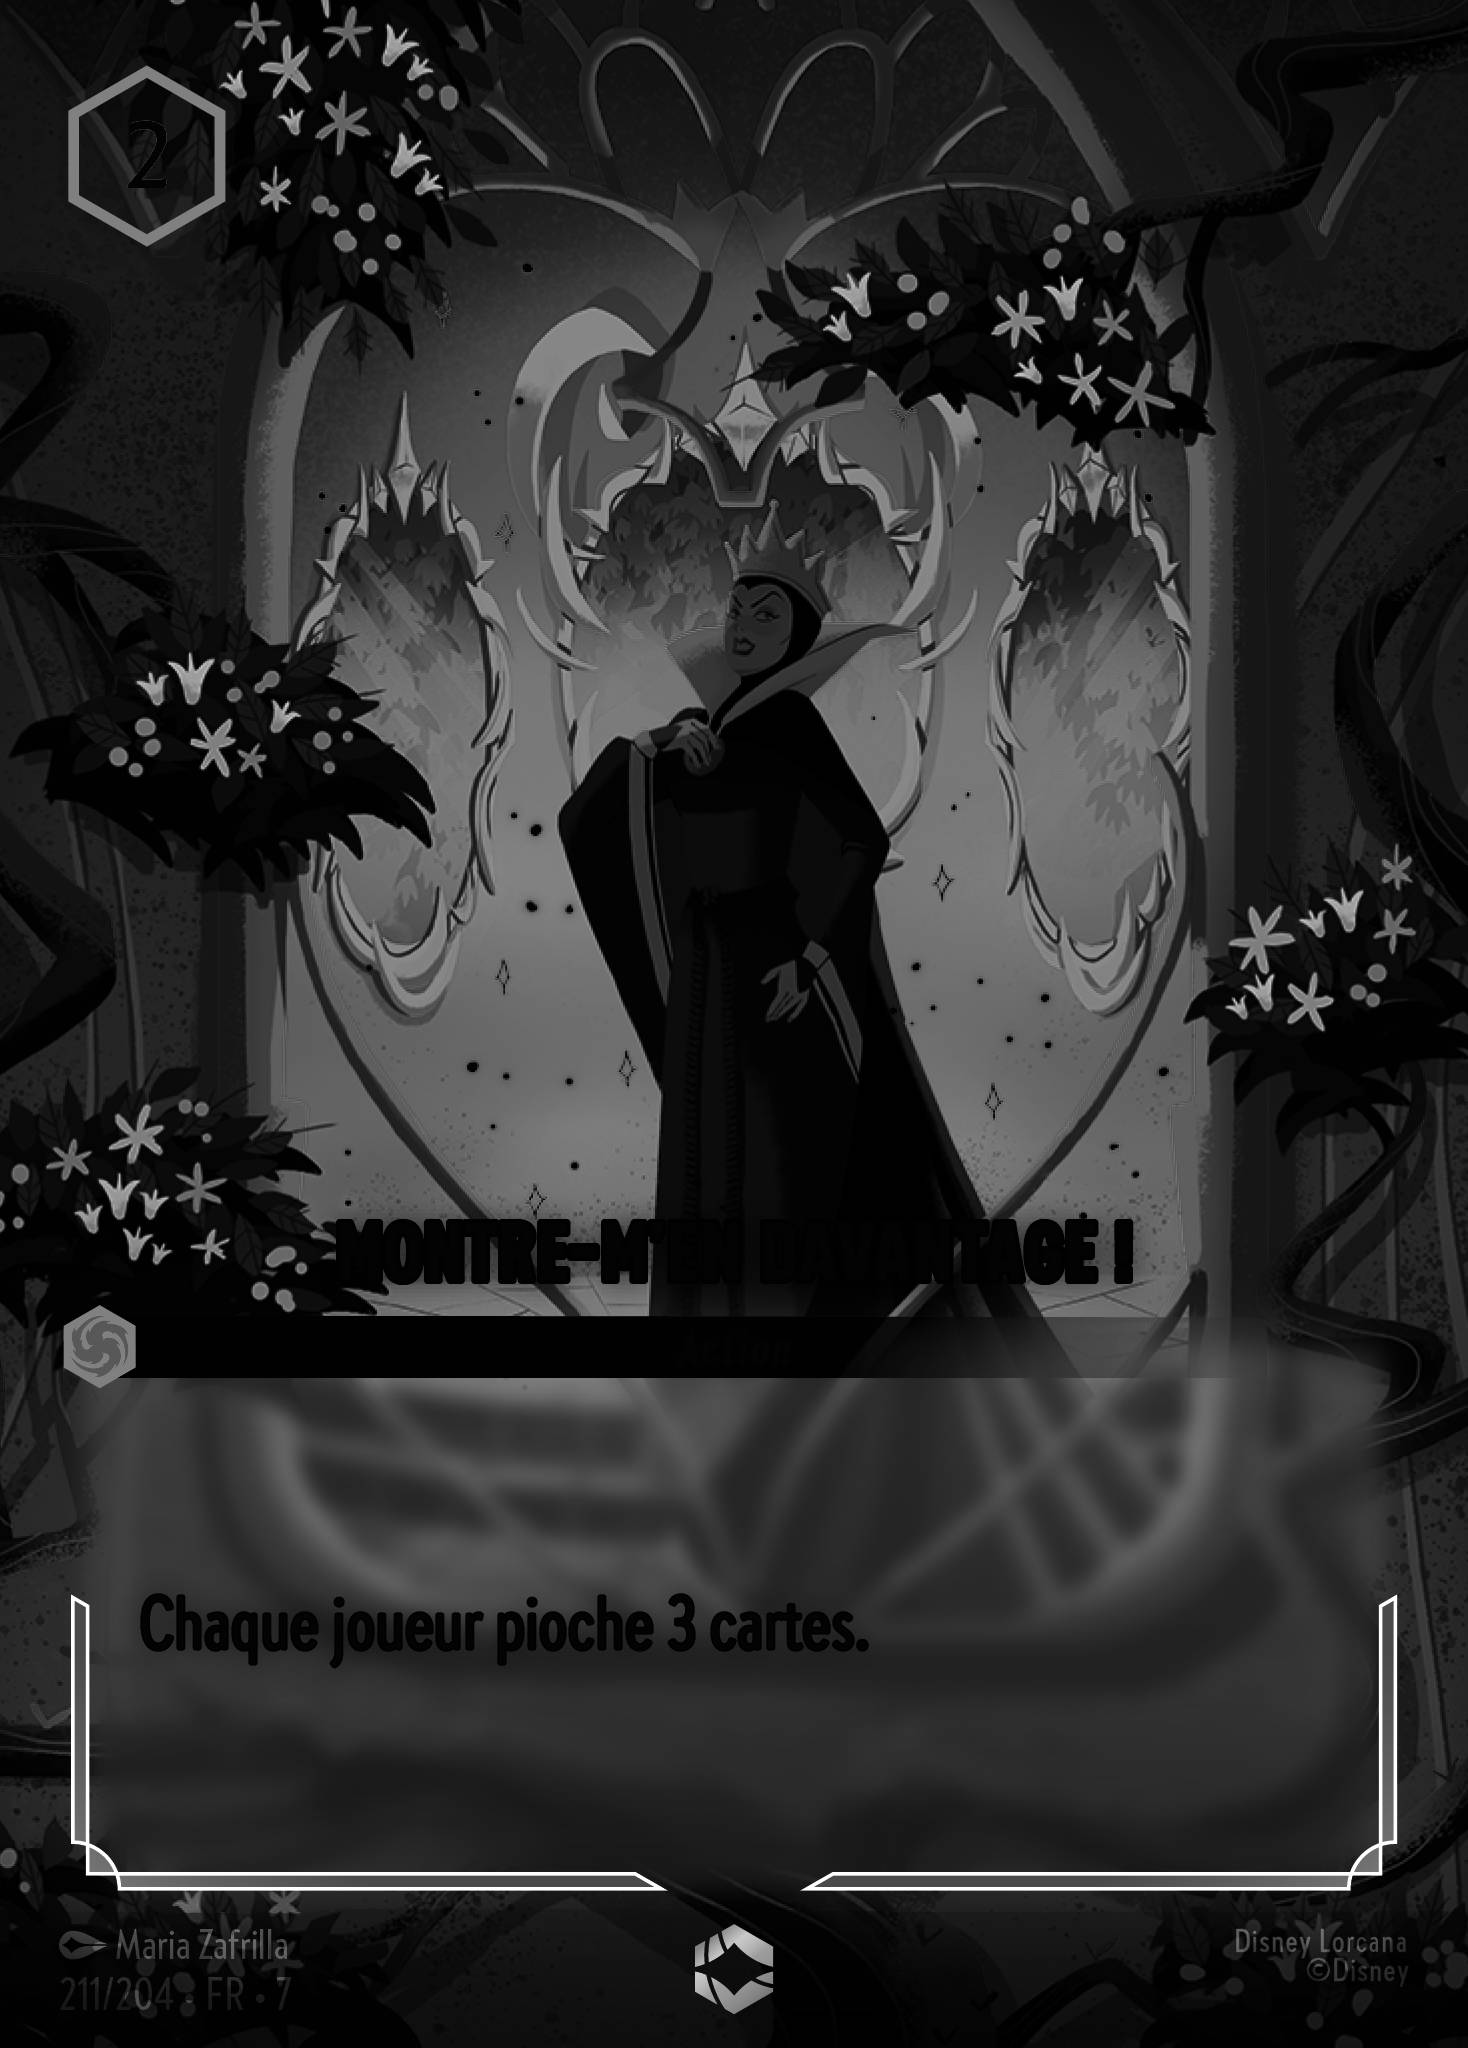 2
MONTRE-M'EN DAVANTAGE !
Action
Chaque joueur pioche 3 cartes.
Maria Zafrilla
Disney Lorcana
211/204 • FR • 7
©Disney